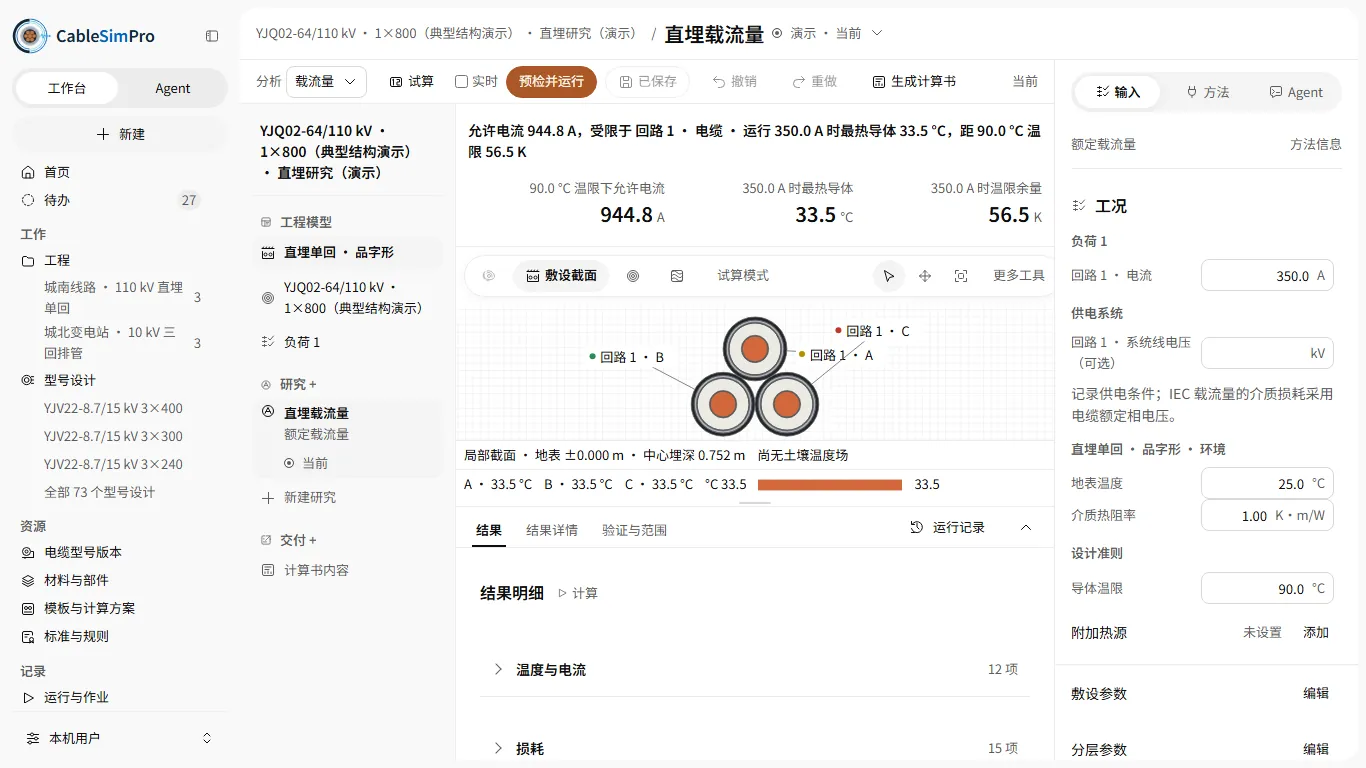 CableSimPro
工作台
Agent
新建
首页
待办
27
工作
工程
城南线路 · 110 kV 直埋
单回
3
城北变电站 · 10 kV 三
回排管
3
型号设计
YJV22-8.7/15 kV 3×400
YJV22-8.7/15 kV 3×300
YJV22-8.7/15 kV 3×240
全部 73 个型号设计
资源
电缆型号版本
材料与部件
模板与计算方案
标准与规则
记录
运行与作业
本机用户
YJQ02-64/110 kV · 1×800（典型结构演示） · 直埋研究（演示） / 直埋载流量 演示 · 当前
分析
载流量
试算
实时
预检并运行
已保存
撤销
重做
生成计算书
当前
YJQ02-64/110 kV ·
1×800（典型结构演示）
· 直埋研究（演示）
工程模型
直埋单回 · 品字形
YJQ02-64/110 kV ·
1×800（典型结构演示）
负荷 1
研究 +
直埋载流量
额定载流量
当前
新建研究
交付 +
计算书内容
允许电流 944.8 A，受限于 回路 1 · 电缆 · 运行 350.0 A 时最热导体 33.5 °C，距 90.0 °C 温
限 56.5 K
90.0 °C 温限下允许电流
944.8 A
350.0 A 时最热导体
33.5 °C
350.0 A 时温限余量
56.5 K
敷设截面
试算模式
更多工具
回路 1 · C
回路 1 · B
回路 1 · A
局部截面 · 地表 ±0.000 m · 中心埋深 0.752 m 尚无土壤温度场
A · 33.5 °C B · 33.5 °C C · 33.5 °C °C 33.5 33.5
结果
结果详情
验证与范围
运行记录
结果明细
计算
温度与电流
12 项
损耗
15 项
输入
方法
Agent
额定载流量
方法信息
工况
负荷 1
回路 1 · 电流
350.0 A
供电系统
回路 1 · 系统线电压
（可选）
kV
记录供电条件；IEC 载流量的介质损耗采用
电缆额定相电压。
直埋单回 · 品字形 · 环境
地表温度
25.0 °C
介质热阻率
1.00 K·m/W
设计准则
导体温限
90.0 °C
附加热源
未设置
添加
敷设参数
编辑
分层参数
编辑